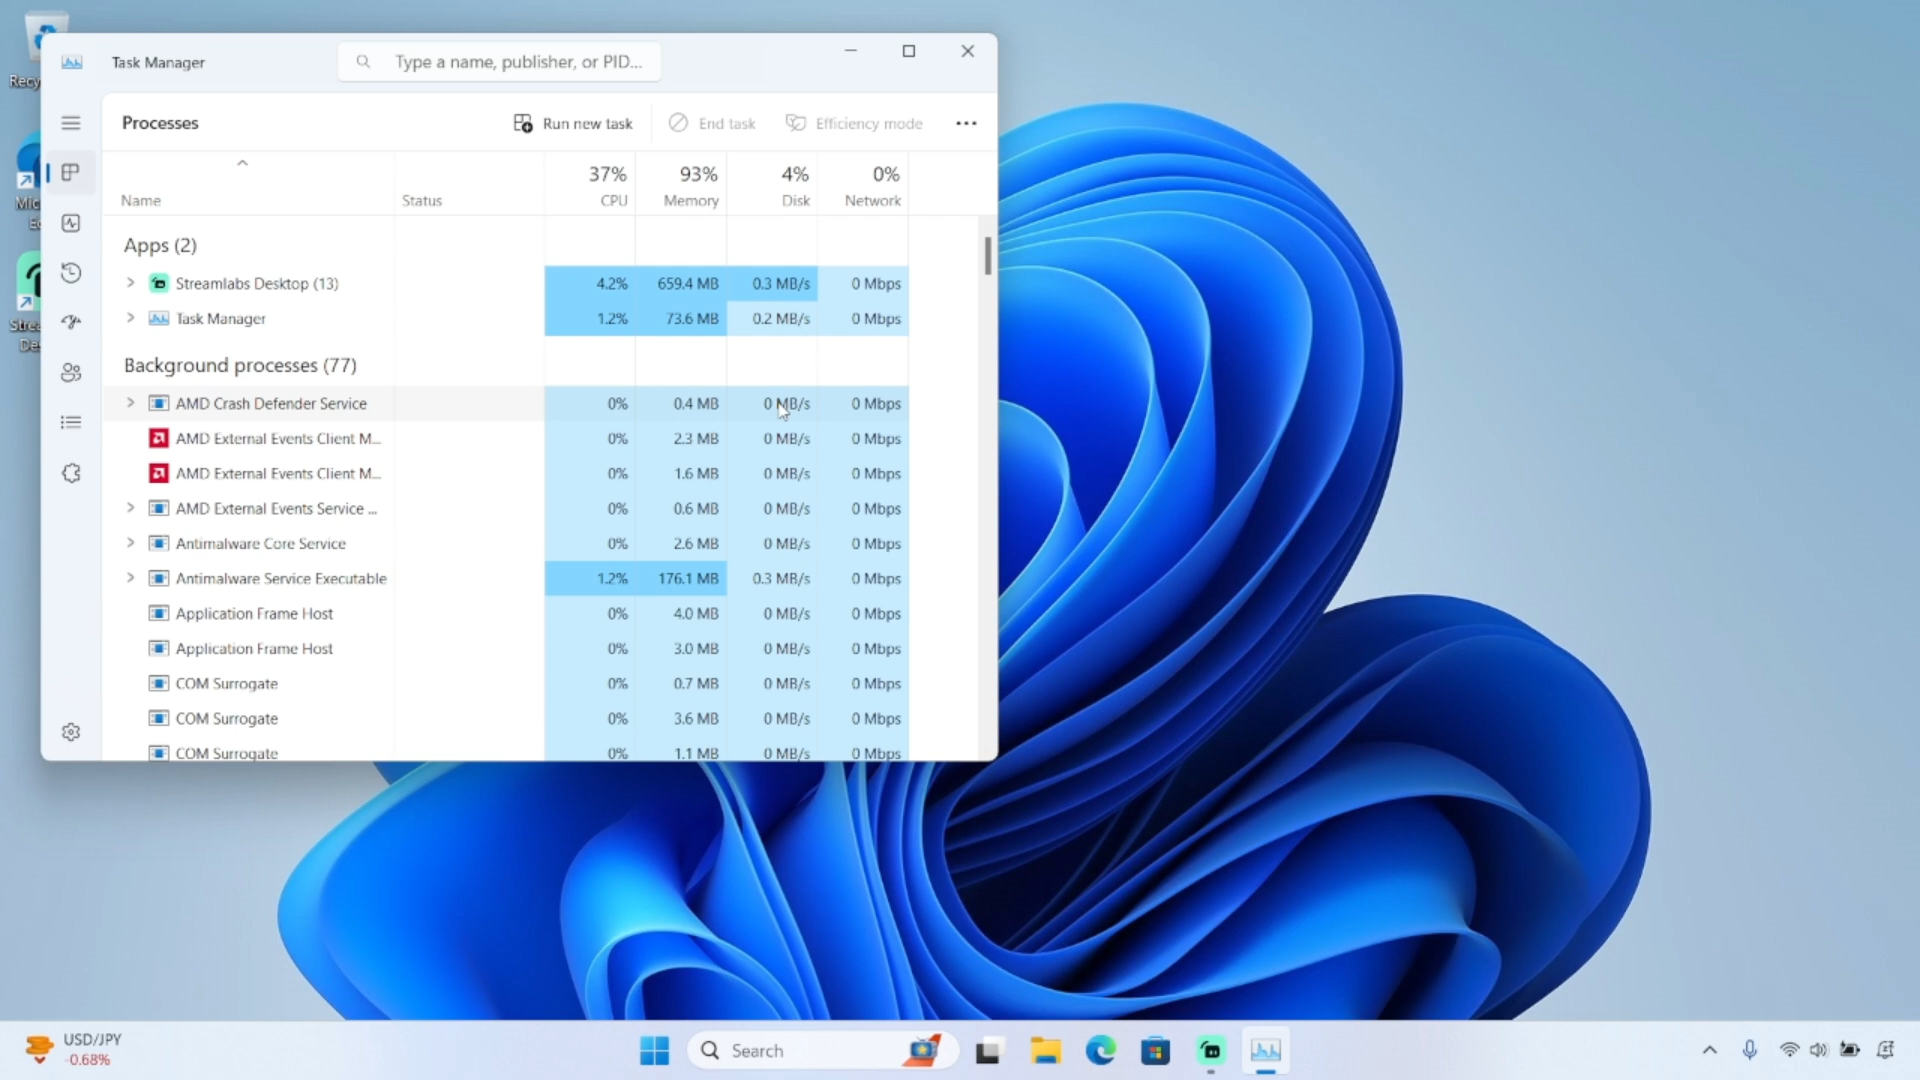 Task Manager
Type a name, publisher, or PID...
Processes
Run new task
End task
Efficiency mode
37% 93% 4% 0%
Name Status CPU Memory Disk Network
Apps (2)
Streamlabs Desktop (13) 4.2% 659.4 MB 0.3 MB/s 0 Mbps
Task Manager 1.2% 73.6 MB 0.2 MB/s 0 Mbps
Background processes (77)
AMD Crash Defender Service 0% 0.4 MB 0 MB/s 0 Mbps
AMD External Events Client M... 0% 2.3 MB 0 MB/s 0 Mbps
AMD External Events Client M... 0% 1.6 MB 0 MB/s 0 Mbps
AMD External Events Service ... 0% 0.6 MB 0 MB/s 0 Mbps
Antimalware Core Service 0% 2.6 MB 0 MB/s 0 Mbps
Antimalware Service Executable 1.2% 176.1 MB 0.3 MB/s 0 Mbps
Application Frame Host 0% 4.0 MB 0 MB/s 0 Mbps
Application Frame Host 0% 3.0 MB 0 MB/s 0 Mbps
COM Surrogate 0% 0.7 MB 0 MB/s 0 Mbps
COM Surrogate 0% 3.6 MB 0 MB/s 0 Mbps
COM Surrogate 0% 1.1 MB 0 MB/s 0 Mbps
USD/JPY
-0.68%
Search